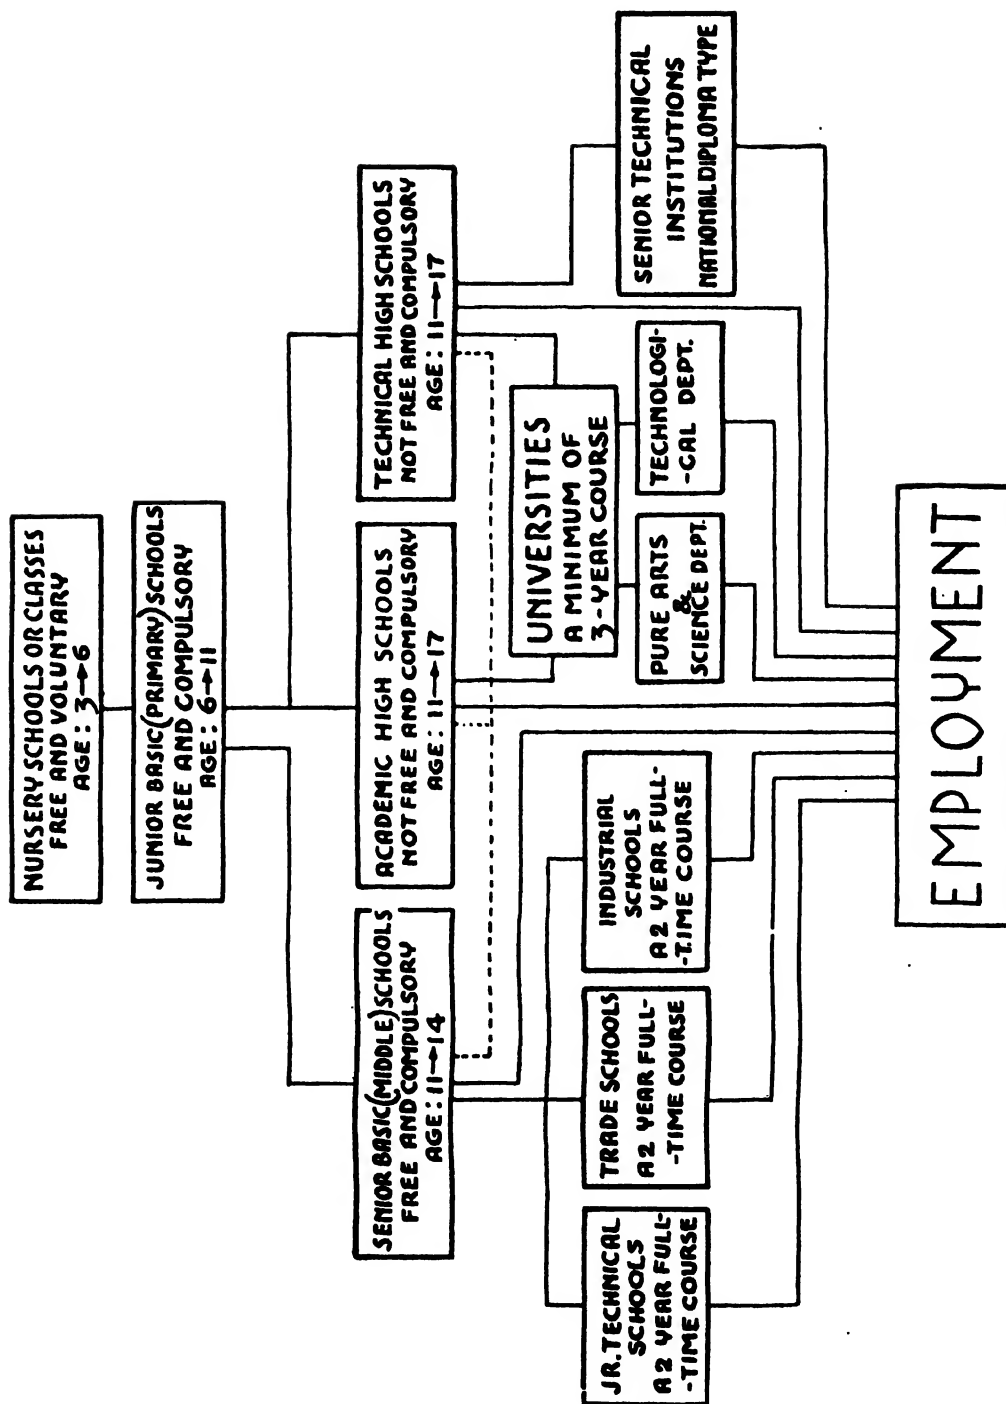 NURSERY SCHOOLS OR CLASSES
FREE AND VOLUNTARY
AGE: 3→6
JUNIOR BASIC (PRIMARY) SCHOOLS
FREE AND COMPULSORY
AGE: 6→11
SENIOR BASIC (MIDDLE) SCHOOLS
FREE AND COMPULSORY
AGE: 11→14
ACADEMIC HIGH SCHOOLS
NOT FREE AND COMPULSORY
AGE: 11→17
TECHNICAL HIGH SCHOOLS
NOT FREE AND COMPULSORY
AGE: 11→17
UNIVERSITIES
A MINIMUM OF
3-YEAR COURSE
JR. TECHNICAL
SCHOOLS
A 2 YEAR FULL-
-TIME COURSE
TRADE SCHOOLS
A 2 YEAR FULL-
-TIME COURSE
INDUSTRIAL
SCHOOLS
A 2 YEAR FULL-
-TIME COURSE
PURE ARTS
&
SCIENCE DEPT.
TECHNOLOGI-
-CAL DEPT.
SENIOR TECHNICAL
INSTITUTIONS
NATIONAL DIPLOMA TYPE
EMPLOYMENT